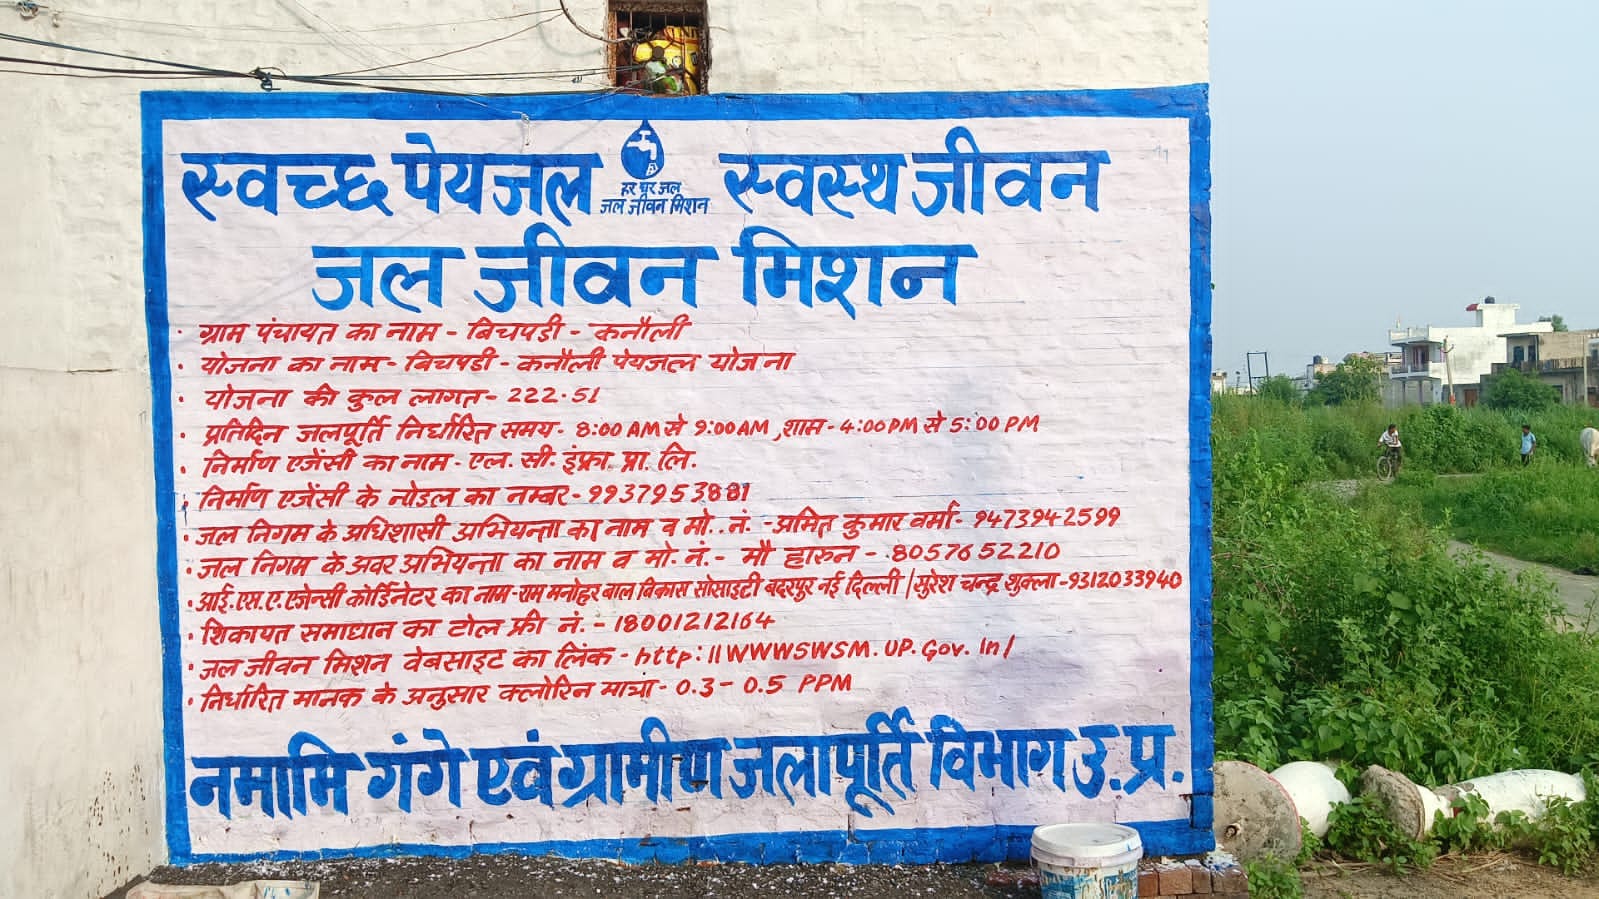 स्वच्छ पेयजल हर घर जल जल जीवन मिशन स्वस्थ जीवन
जल जीवन मिशन
· ग्राम पंचायत का नाम - बिचपडी - कनौली
· योजना का नाम - बिचपडी - कनौली पेयजल योजना
· योजना की कुल लागत - 222.51
· प्रतिदिन जलपूर्ति निर्धारित समय - 8:00 AM से 9:00 AM, शाम - 4:00 PM से 5:00 PM
· निर्माण एजेंसी का नाम - एल. सी. इंफ्रा. प्रा. लि.
· निर्माण एजेंसी के नोडल का नम्बर - 9937953881
· जल निगम के अधिशासी अभियन्ता का नाम व मो.. नं. - अमित कुमार वर्मा - 9473942599
· जल निगम के अवर अभियन्ता का नाम व मो. नं. - मौ हारुन - 8057652210
· आई.एस.ए. एजेन्सी कोर्डिनेटर का नाम - राम मनोहर बाल विकास सोसाइटी बदरपुर नई दिल्ली / सुरेश चन्द्र शुक्ला - 9312033940
· शिकायत समाधान का टोल फ्री नं. - 18001212164
· जल जीवन मिशन वेबसाइट का लिंक - http://WWWSWSM.UP.Gov.In/
· निर्धारित मानक के अनुसार क्लोरिन मात्रा - 0.3 - 0.5 PPM
नमामि गंगे एवं ग्रामीण जलापूर्ति विभाग उ.प्र.